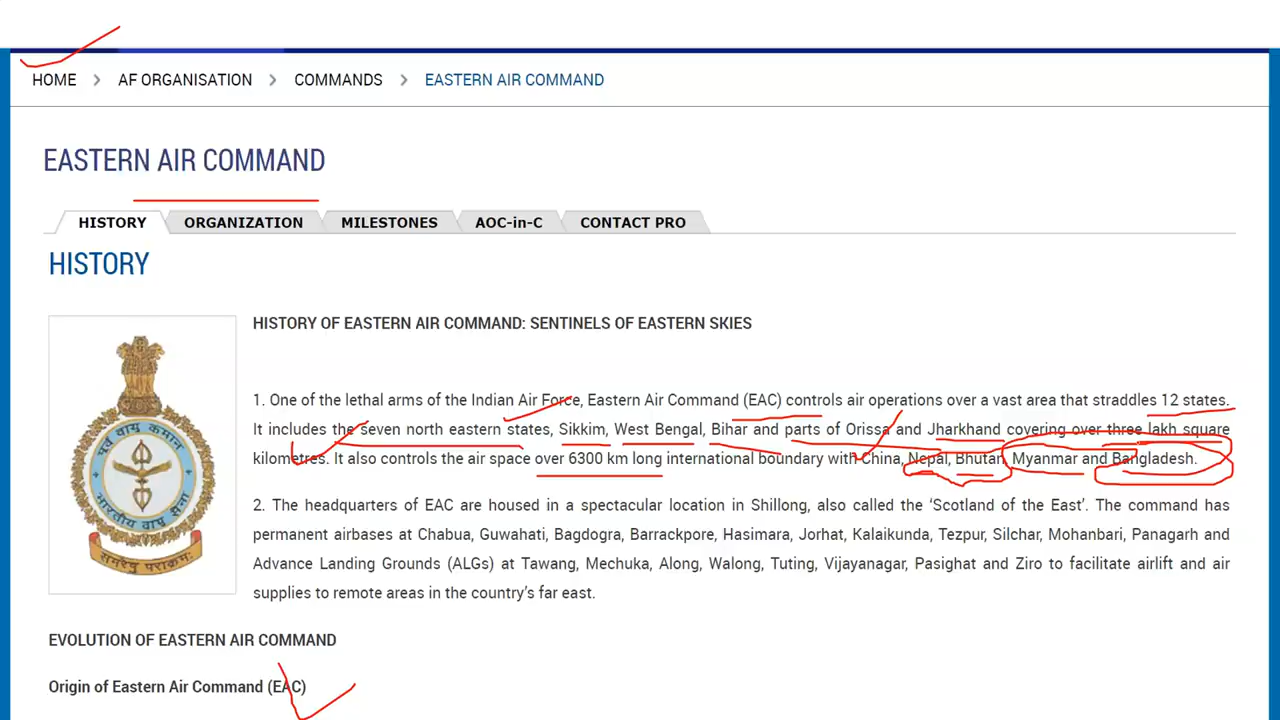 HOME > AF ORGANISATION > COMMANDS > EASTERN AIR COMMAND
EASTERN AIR COMMAND
HISTORY ORGANIZATION MILESTONES AOC-in-C CONTACT PRO
HISTORY
HISTORY OF EASTERN AIR COMMAND: SENTINELS OF EASTERN SKIES
1. One of the lethal arms of the Indian Air Force, Eastern Air Command (EAC) controls air operations over a vast area that straddles 12 states.
It includes the seven north eastern states, Sikkim, West Bengal, Bihar and parts of Orissa and Jharkhand covering over three lakh square
kilometres. It also controls the air space over 6300 km long international boundary with China, Nepal, Bhutan, Myanmar and Bangladesh.
2. The headquarters of EAC are housed in a spectacular location in Shillong, also called the ‘Scotland of the East’. The command has
permanent airbases at Chabua, Guwahati, Bagdogra, Barrackpore, Hasimara, Jorhat, Kalaikunda, Tezpur, Silchar, Mohanbari, Panagarh and
Advance Landing Grounds (ALGs) at Tawang, Mechuka, Along, Walong, Tuting, Vijayanagar, Pasighat and Ziro to facilitate airlift and air
supplies to remote areas in the country’s far east.
पूर्व वायु कमान
भारतीय वायु सेना
EVOLUTION OF EASTERN AIR COMMAND
Origin of Eastern Air Command (EAC)